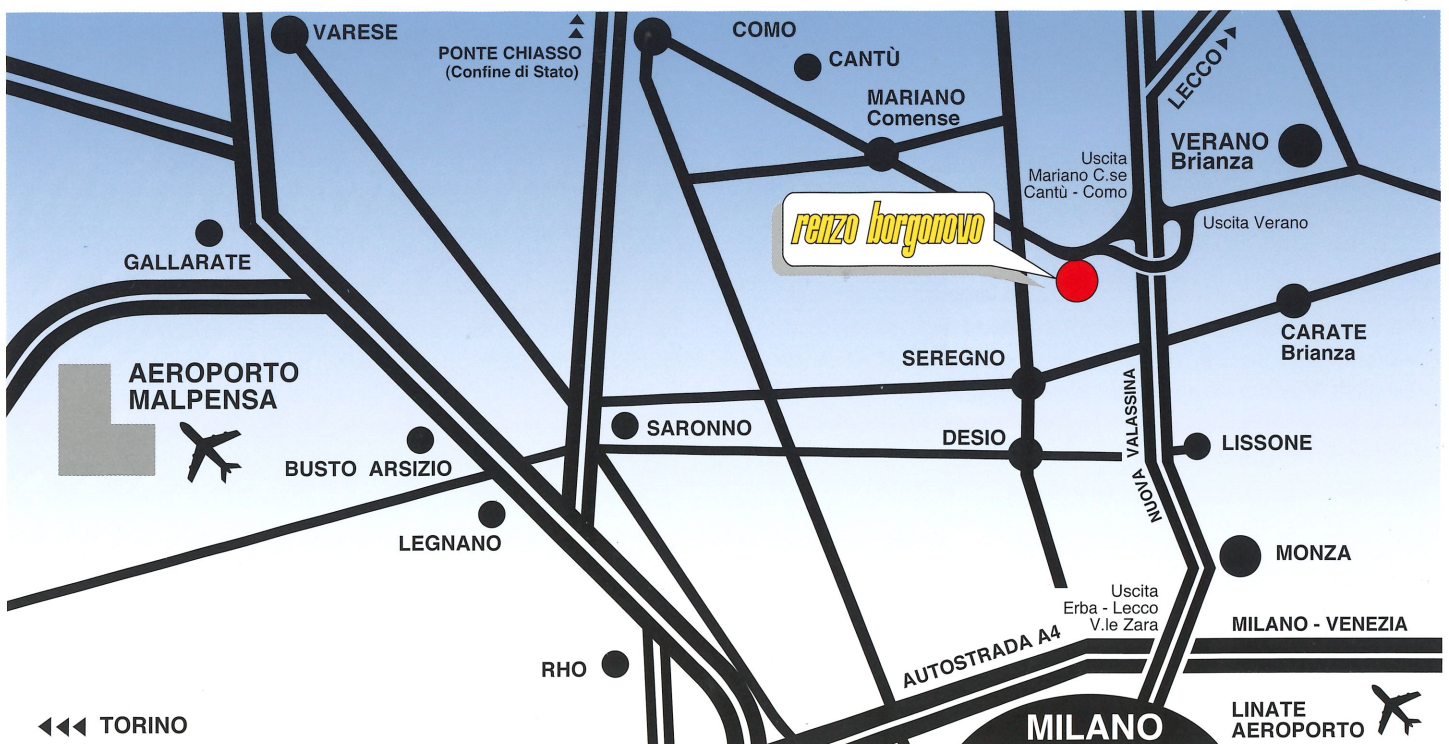 VARESE
PONTE CHIASSO
(Confine di Stato)
COMO
CANTÙ
MARIANO
Comense
LECCO
VERANO
Brianza
Uscita
Mariano C.se
Cantù - Como
Uscita Verano
renzo borgonovo
GALLARATE
CARATE
Brianza
SEREGNO
AEROPORTO
MALPENSA
NUOVA VALASSINA
SARONNO
DESIO
LISSONE
BUSTO ARSIZIO
LEGNANO
MONZA
Uscita
Erba - Lecco
V.le Zara
MILANO - VENEZIA
AUTOSTRADA A4
RHO
TORINO
MILANO
LINATE
AEROPORTO